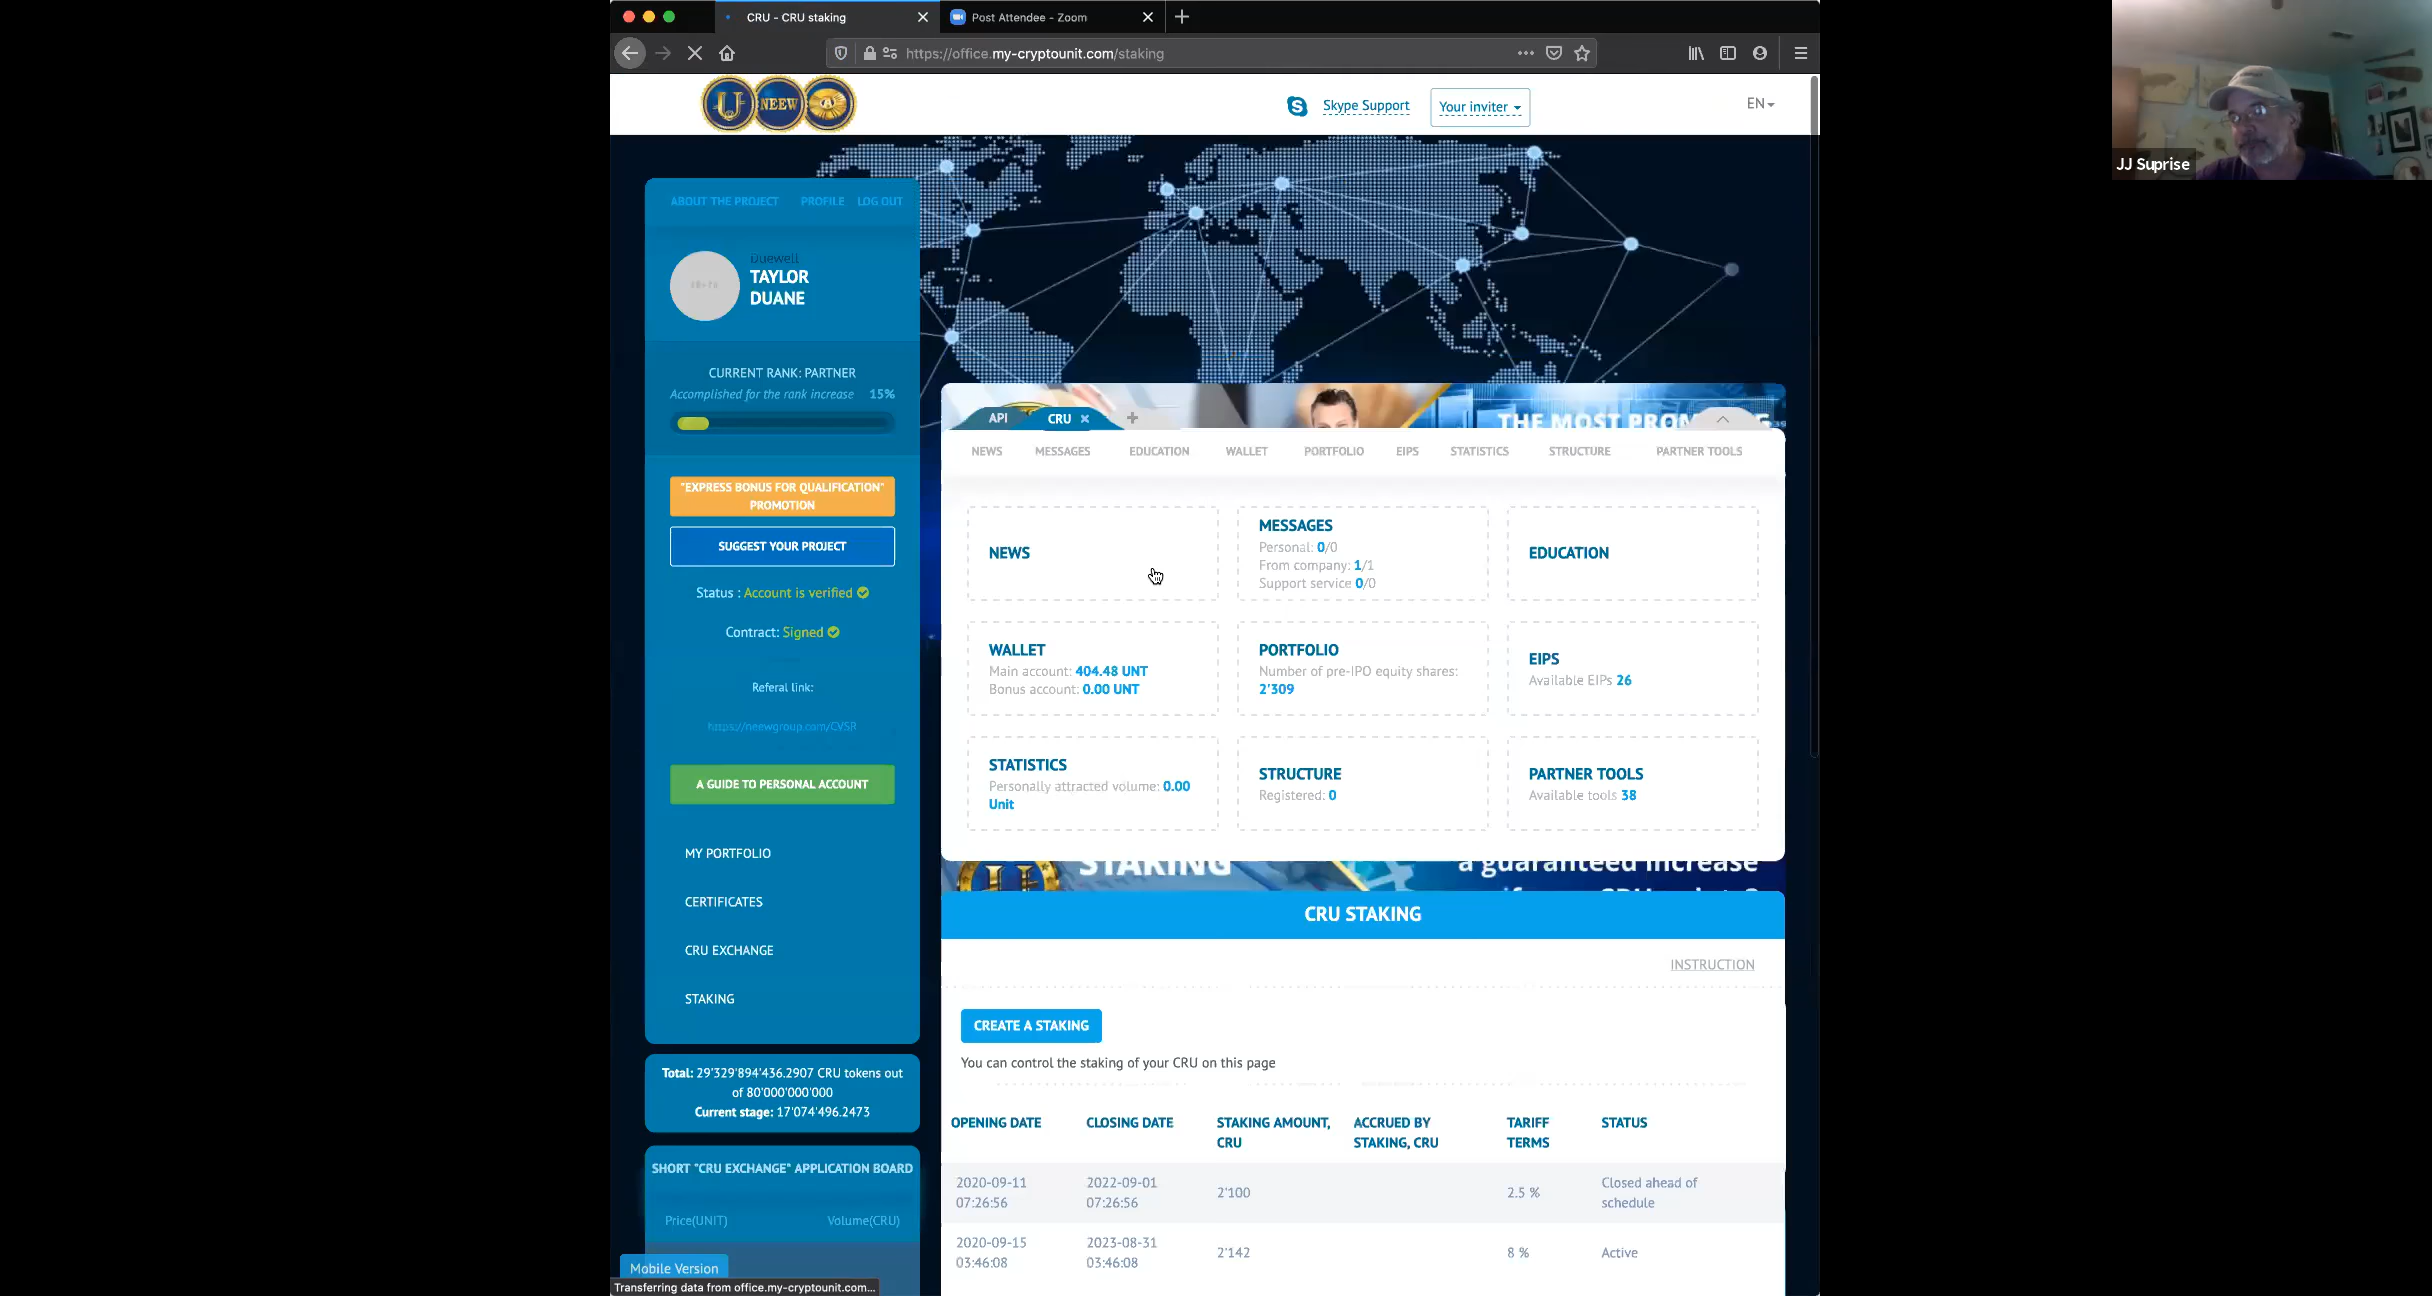 CRU - CRU staking
Post Attendee - Zoom
https://office.my-cryptounit.com/staking
U NEEW
Skype Support
Your inviter
EN
JJ Suprise
ABOUT THE PROJECT PROFILE LOG OUT
TAYLOR
DUANE
CURRENT RANK: PARTNER
Accomplished for the rank increase 15%
"EXPRESS BONUS FOR QUALIFICATION"
PROMOTION
SUGGEST YOUR PROJECT
Status : Account is verified
Contract: Signed
Referal link:
https://neewgroup.com/CVSR
A GUIDE TO PERSONAL ACCOUNT
MY PORTFOLIO
CERTIFICATES
CRU EXCHANGE
STAKING
Total: 29'329'894'436.2907 CRU tokens out
of 80'000'000'000
Current stage: 17'074'496.2473
SHORT "CRU EXCHANGE" APPLICATION BOARD
Price(UNIT) Volume(CRU)
Mobile Version
Transferring data from office.my-cryptounit.com...
THE MOST PROM
API CRU
NEWS MESSAGES EDUCATION WALLET PORTFOLIO EIPS STATISTICS STRUCTURE PARTNER TOOLS
NEWS
MESSAGES
Personal: 0/0
From company: 1/1
Support service 0/0
EDUCATION
WALLET
Main account: 404.48 UNT
Bonus account: 0.00 UNT
PORTFOLIO
Number of pre-IPO equity shares:
2'309
EIPS
Available EIPs 26
STATISTICS
Personally attracted volume: 0.00
Unit
STRUCTURE
Registered: 0
PARTNER TOOLS
Available tools 38
STAKING
a guaranteed increase
CRU STAKING
INSTRUCTION
CREATE A STAKING
You can control the staking of your CRU on this page
OPENING DATE CLOSING DATE STAKING AMOUNT, CRU ACCRUED BY STAKING, CRU TARIFF TERMS STATUS
2020-09-11 07:26:56 2022-09-01 07:26:56 2'100 2.5 % Closed ahead of schedule
2020-09-15 03:46:08 2023-08-31 03:46:08 2'142 8 % Active